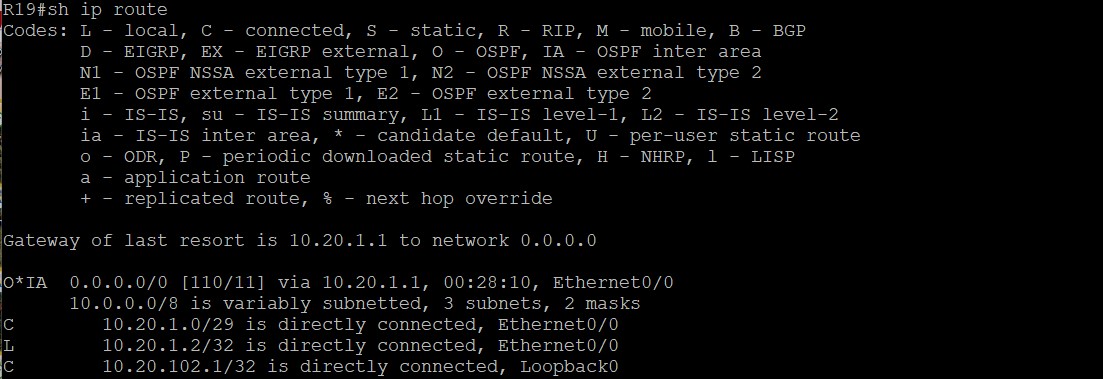 R19#sh ip route
Codes: L - local, C - connected, S - static, R - RIP, M - mobile, B - BGP
D - EIGRP, EX - EIGRP external, O - OSPF, IA - OSPF inter area
N1 - OSPF NSSA external type 1, N2 - OSPF NSSA external type 2
E1 - OSPF external type 1, E2 - OSPF external type 2
i - IS-IS, su - IS-IS summary, L1 - IS-IS level-1, L2 - IS-IS level-2
ia - IS-IS inter area, * - candidate default, U - per-user static route
o - ODR, P - periodic downloaded static route, H - NHRP, l - LISP
a - application route
+ - replicated route, % - next hop override
Gateway of last resort is 10.20.1.1 to network 0.0.0.0
O*IA 0.0.0.0/0 [110/11] via 10.20.1.1, 00:28:10, Ethernet0/0
10.0.0.0/8 is variably subnetted, 3 subnets, 2 masks
C 10.20.1.0/29 is directly connected, Ethernet0/0
L 10.20.1.2/32 is directly connected, Ethernet0/0
C 10.20.102.1/32 is directly connected, Loopback0